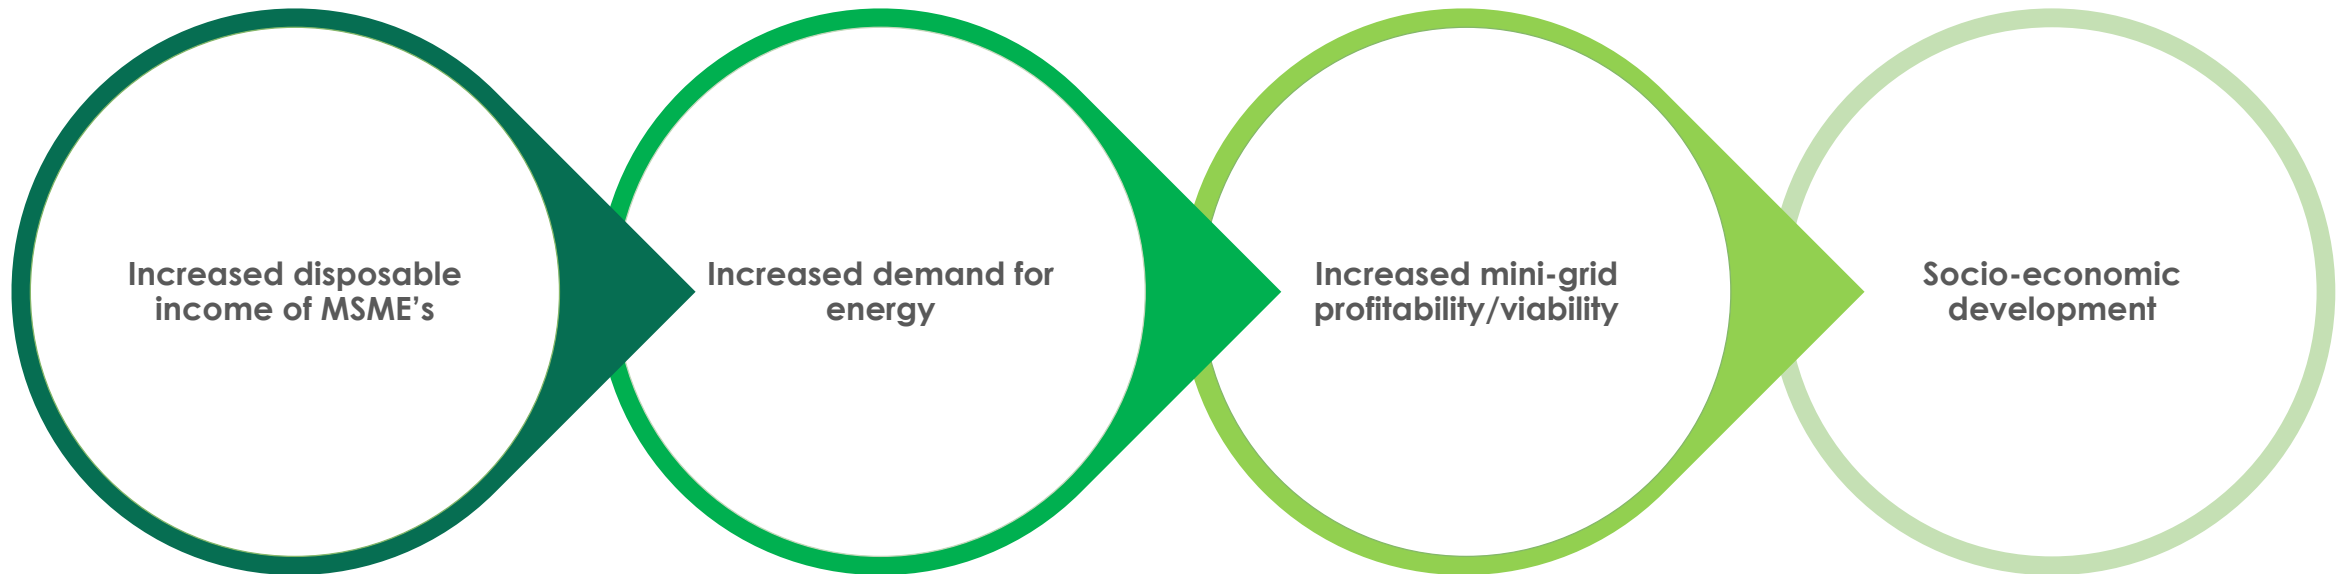 Increased disposable
income of MSME’s
Increased demand for
energy
Increased mini-grid
profitability/viability
Socio-economic
development